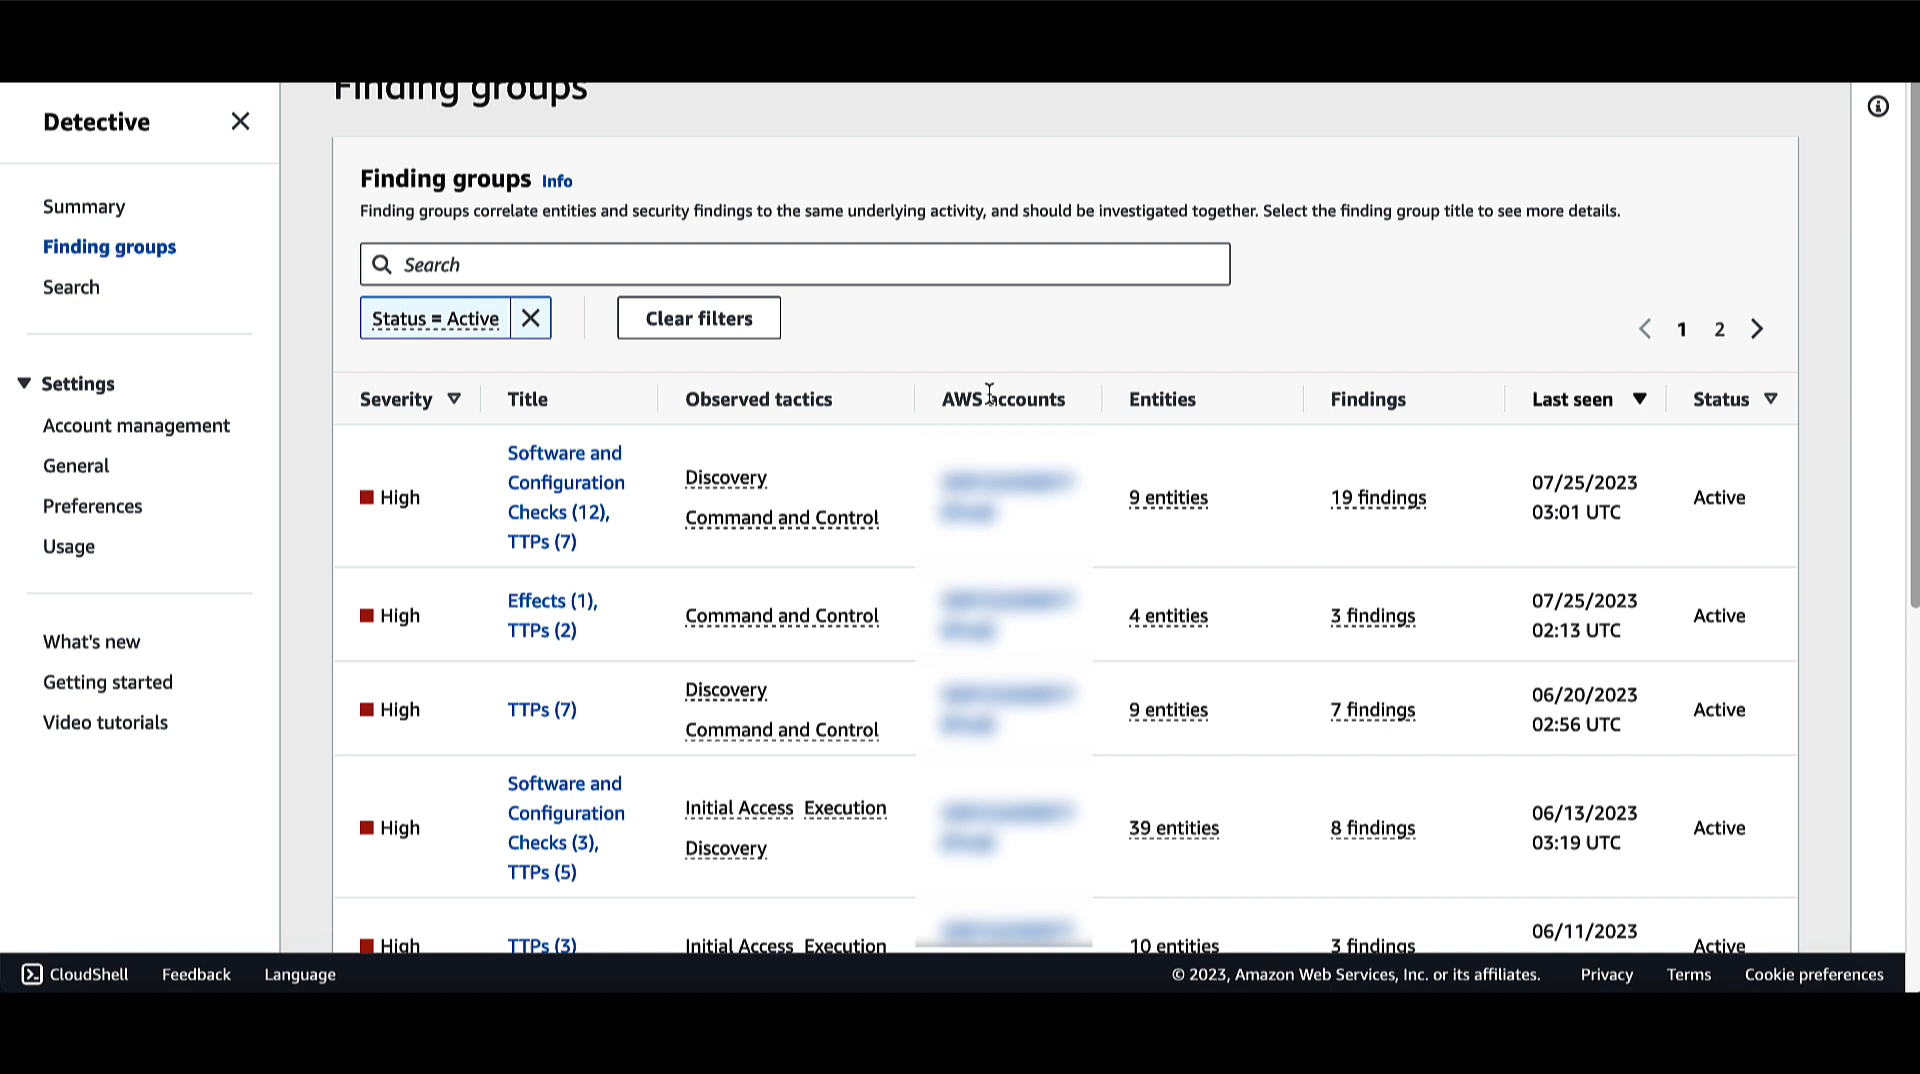 Finding groups
Detective
Summary
Finding groups
Search
Settings
Account management
General
Preferences
Usage
What's new
Getting started
Video tutorials
Finding groups Info
Finding groups correlate entities and security findings to the same underlying activity, and should be investigated together. Select the finding group title to see more details.
Search
Status = Active
Clear filters
1 2
Severity Title Observed tactics AWS accounts Entities Findings Last seen Status
High
Software and
Configuration
Checks (12),
TTPs (7)
Discovery
Command and Control
9 entities
19 findings
07/25/2023
03:01 UTC
Active
High
Effects (1),
TTPs (2)
Command and Control
4 entities
3 findings
07/25/2023
02:13 UTC
Active
High
TTPs (7)
Discovery
Command and Control
9 entities
7 findings
06/20/2023
02:56 UTC
Active
High
Software and
Configuration
Checks (3),
TTPs (5)
Initial Access Execution
Discovery
39 entities
8 findings
06/13/2023
03:19 UTC
Active
High
TTPs (3)
Initial Access Execution
10 entities
3 findings
06/11/2023
Active
CloudShell Feedback Language © 2023, Amazon Web Services, Inc. or its affiliates. Privacy Terms Cookie preferences